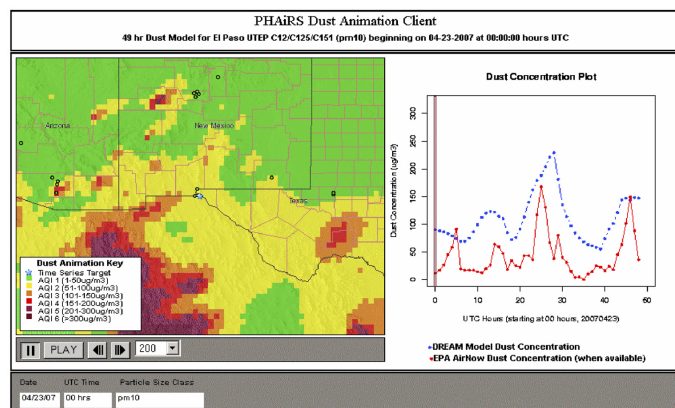 PHAiRS Dust Animation Client
49 hr Dust Model for El Paso UTEP C12/C125/C151 (pm10) beginning on 04-23-2007 at 00:00:00 hours UTC
Arizona
New Mexico
Texas
Dust Animation Key
Time Series Target
AQI 1 (1-50ug/m3)
AQI 2 (51-100ug/m3)
AQI 3 (101-150ug/m3)
AQI 4 (151-200ug/m3)
AQI 5 (201-300ug/m3)
AQI 6 (>300ug/m3)
Dust Concentration Plot
Dust Concentration (ug/m3)
300
250
200
150
100
50
0
0 20 40 60
UTC Hours (starting at 00 hours, 20070423)
DREAM Model Dust Concentration
EPA AirNow Dust Concentration (when available)
PLAY 200
Date UTC Time Particle Size Class
04/23/07 00 hrs pm10